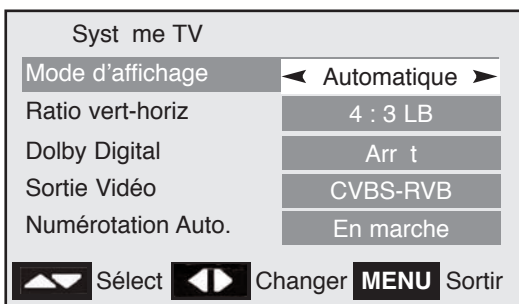 Syst me TV
Mode d'affichage Automatique
Ratio vert-horiz 4 : 3 LB
Dolby Digital Arr t
Sortie Vidéo CVBS-RVB
Numérotation Auto. En marche
Sélect Changer MENU Sortir